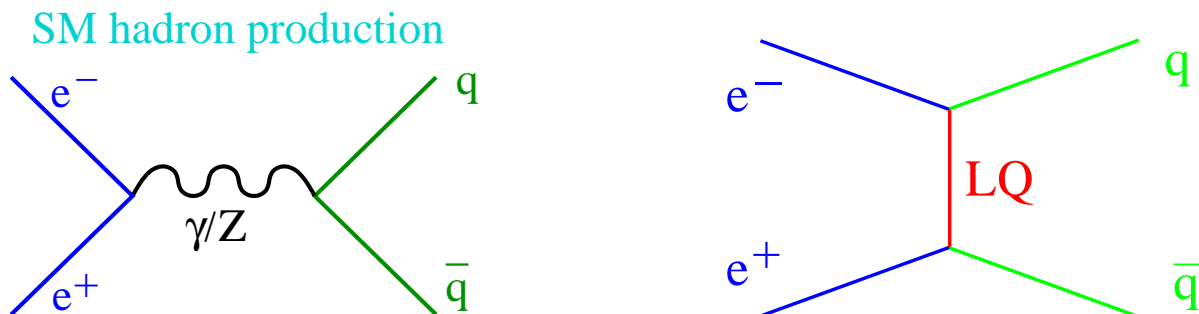 SM hadron production
e⁻
q
γ/Z
e⁺
q̅
e⁻
q
LQ
e⁺
q̅